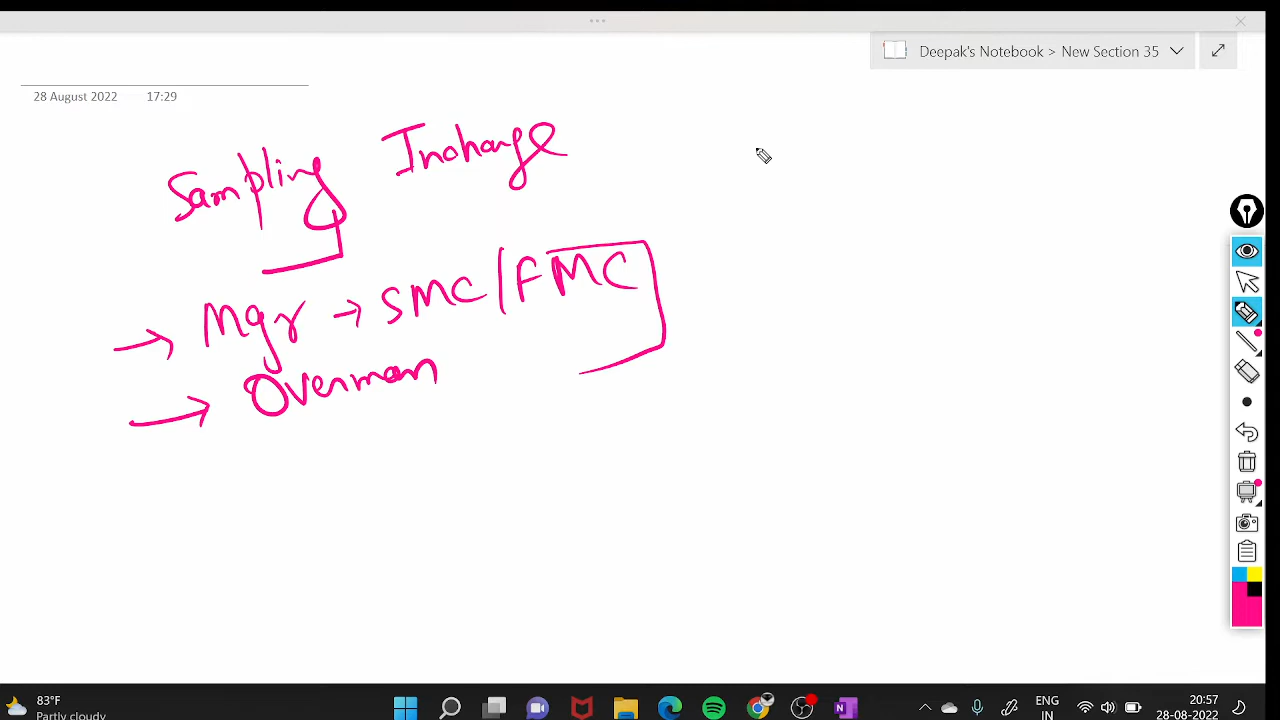 Deepak's Notebook > New Section 35
28 August 2022 17:29
Sampling Incharge
→ Mgr → SMC/FMC
→ Overman
83°F
Partly cloudy
ENG
IN
20:57
28-08-2022